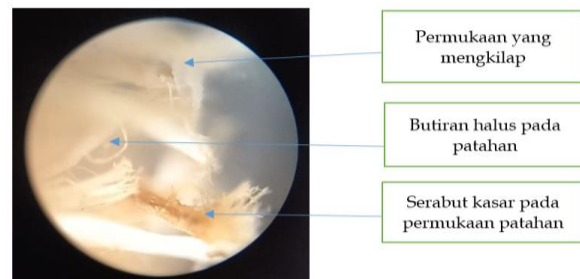 Permukaan yang
mengkilap
Butiran halus pada
patahan
Serabut kasar pada
permukaan patahan